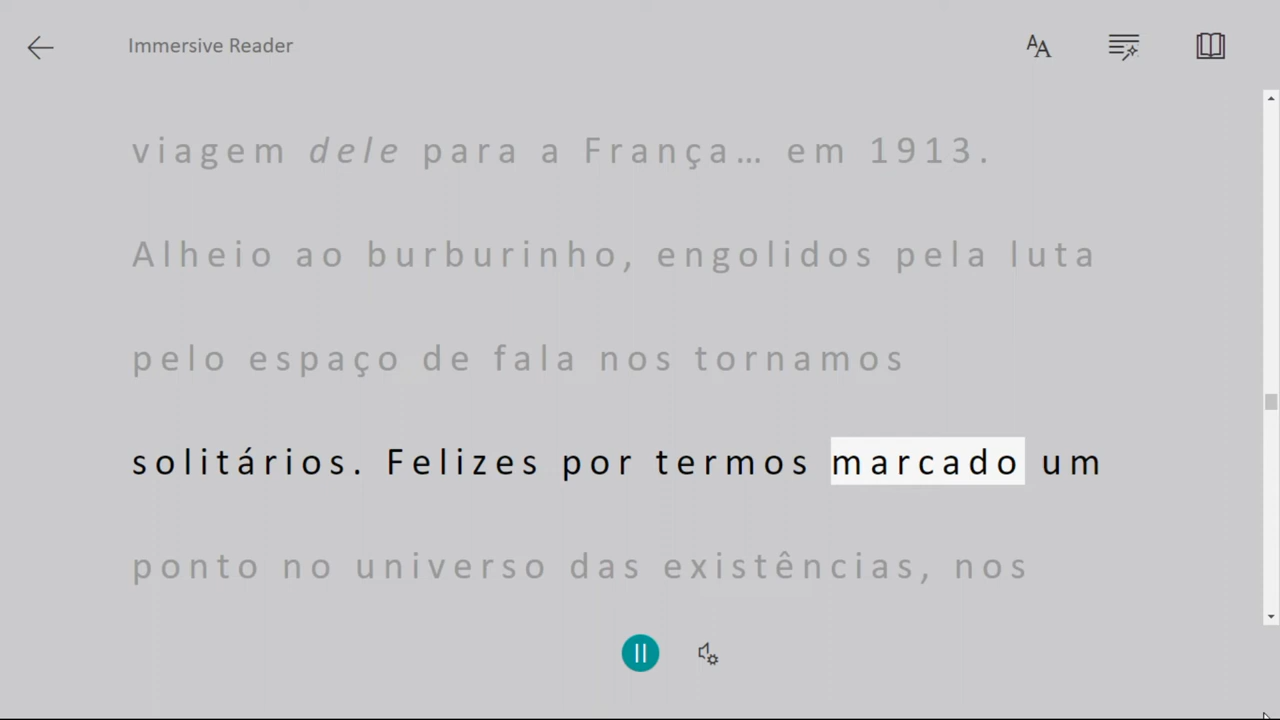 Immersive Reader
viagem dele para a França… em 1913.
Alheio ao burburinho, engolidos pela luta
pelo espaço de fala nos tornamos
solitários. Felizes por termos marcado um
ponto no universo das existências, nos